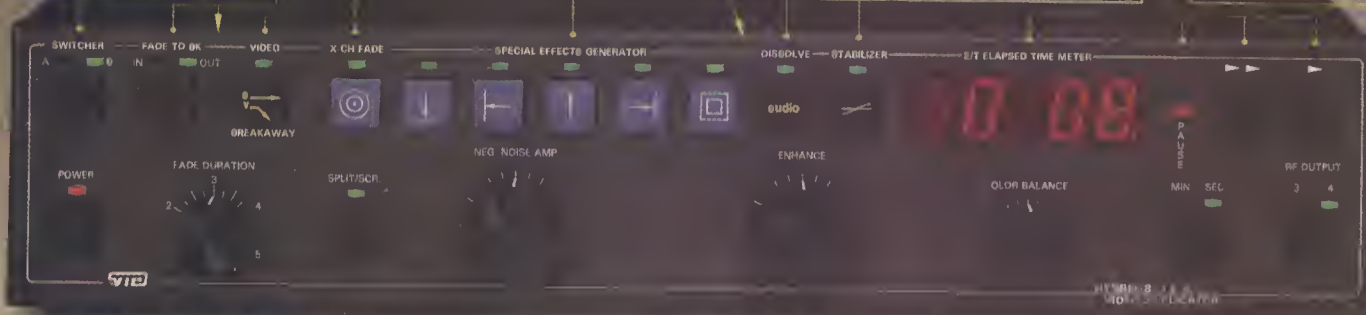 SWITCHER
FADE TO BK
VIDEO
X CH FADE
SPECIAL EFFECTS GENERATOR
DISSOLVE
STABILIZER
E/T ELAPSED TIME METER
A B
IN OUT
BREAKAWAY
audio
0 08
PAUSE
POWER
FADE DURATION
2 3 4 5
SPLIT/SCR.
NEG NOISE AMP
ENHANCE
OLOR BALANCE
MIN SEC
RF OUTPUT
3 4